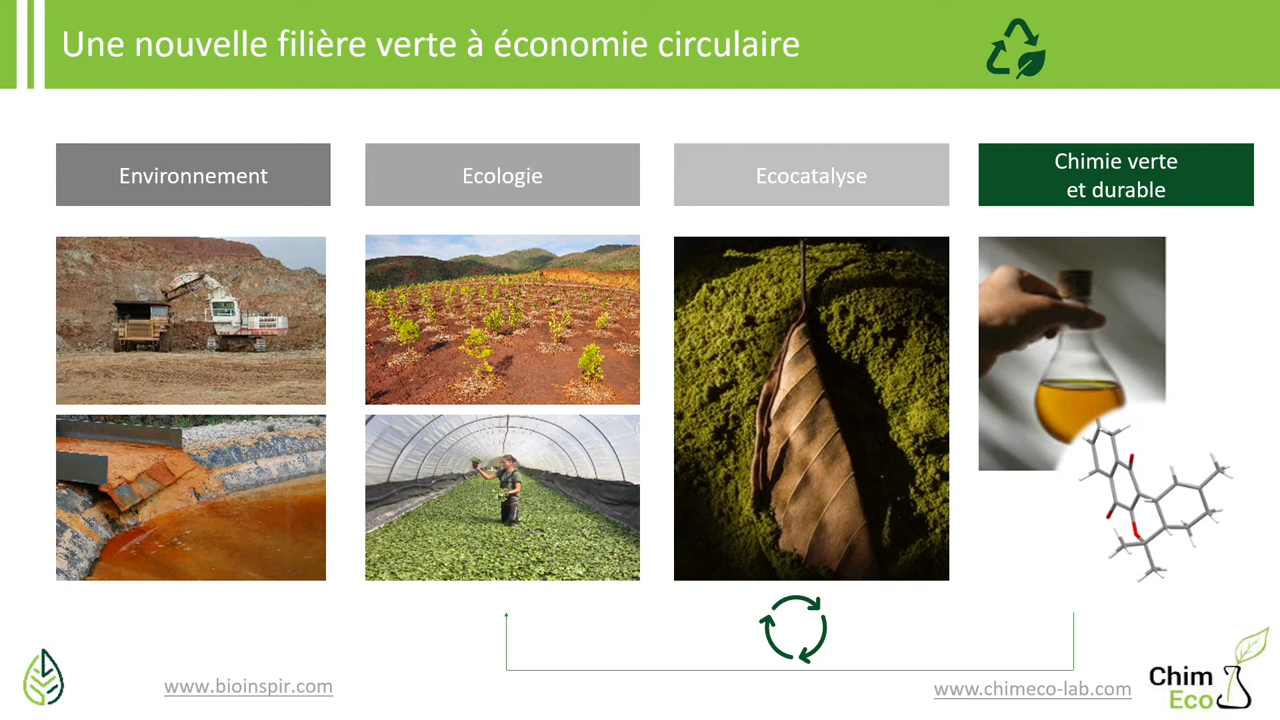 Une nouvelle filière verte à économie circulaire
Environnement
Ecologie
Ecocatalyse
Chimie verte
et durable
www.bioinspir.com
www.chimeco-lab.com
Chim
Eco